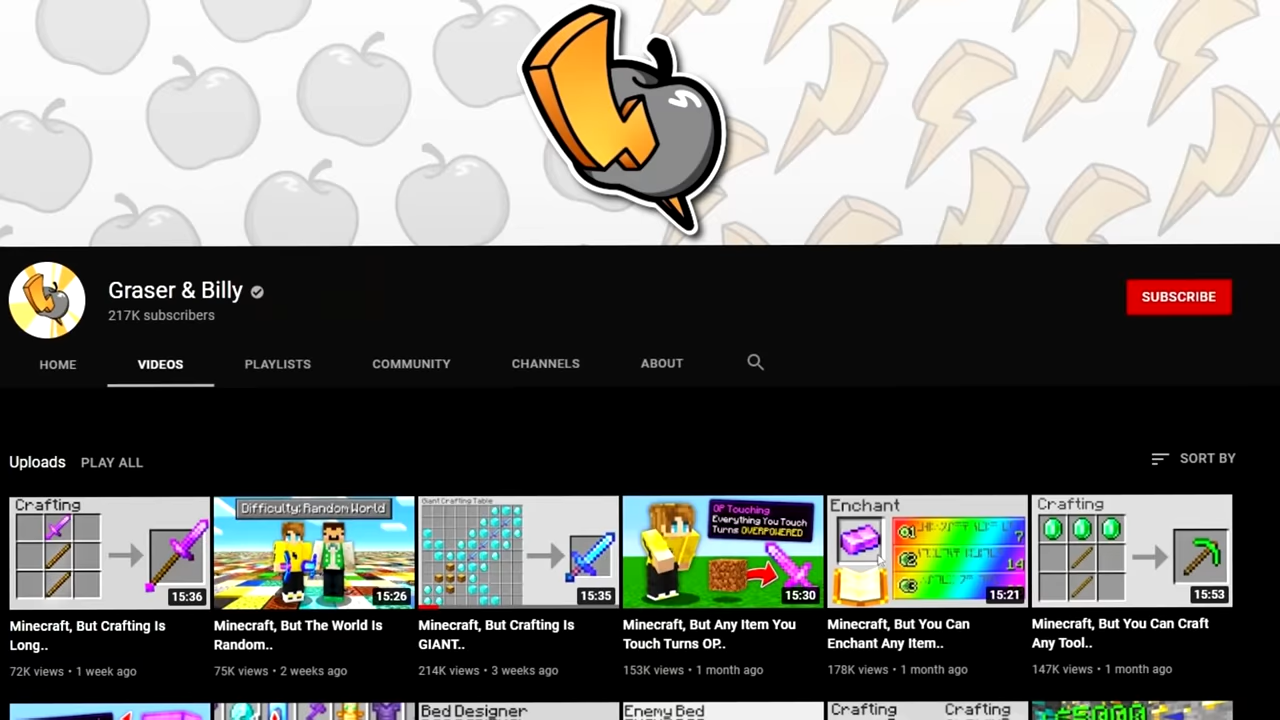 Graser & Billy
217K subscribers
SUBSCRIBE
HOME VIDEOS PLAYLISTS COMMUNITY CHANNELS ABOUT
Uploads PLAY ALL
SORT BY
Crafting
15:36
Difficulty: Random World
15:26
Giant Crafting Table
15:35
OP Touching
Everything You Touch
Turns OVERPOWERED
15:30
Enchant
1
7
2
14
3
15:21
Crafting
15:53
Minecraft, But Crafting Is
Long..
72K views • 1 week ago
Minecraft, But The World Is
Random..
75K views • 2 weeks ago
Minecraft, But Crafting Is
GIANT..
214K views • 3 weeks ago
Minecraft, But Any Item You
Touch Turns OP..
153K views • 1 month ago
Minecraft, But You Can
Enchant Any Item..
178K views • 1 month ago
Minecraft, But You Can Craft
Any Tool..
147K views • 1 month ago
Bed Designer
Enemy Bed
Crafting Crafting